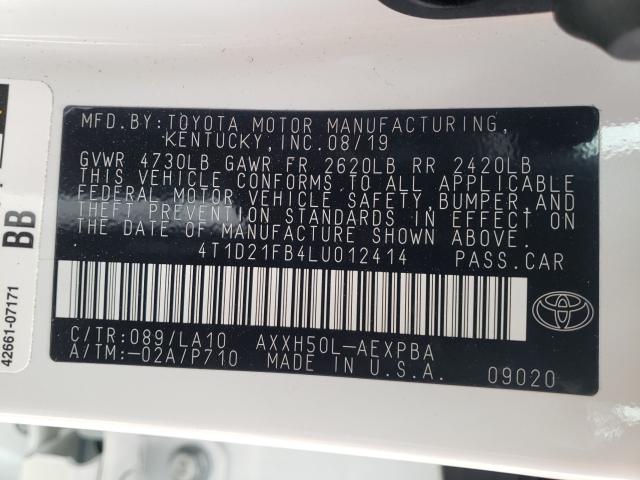 MFD.BY:TOYOTA MOTOR MANUFACTURING,
KENTUCKY,INC.08/19
GVWR 4730LB GAWR FR 2620LB RR 2420LB
THIS VEHICLE CONFORMS TO ALL APPLICABLE
FEDERAL MOTOR VEHICLE SAFETY,BUMPER,AND
THEFT PREVENTION STANDARDS IN EFFECT ON
THE DATE OF MANUFACTURE SHOWN ABOVE.
4T1D21FB4LU012414 PASS.CAR
C/TR:089/LA10 AXXH50L-AEXPBA
A/TM:-02A/P710 MADE IN U.S.A.
09020
BB
42661-07171